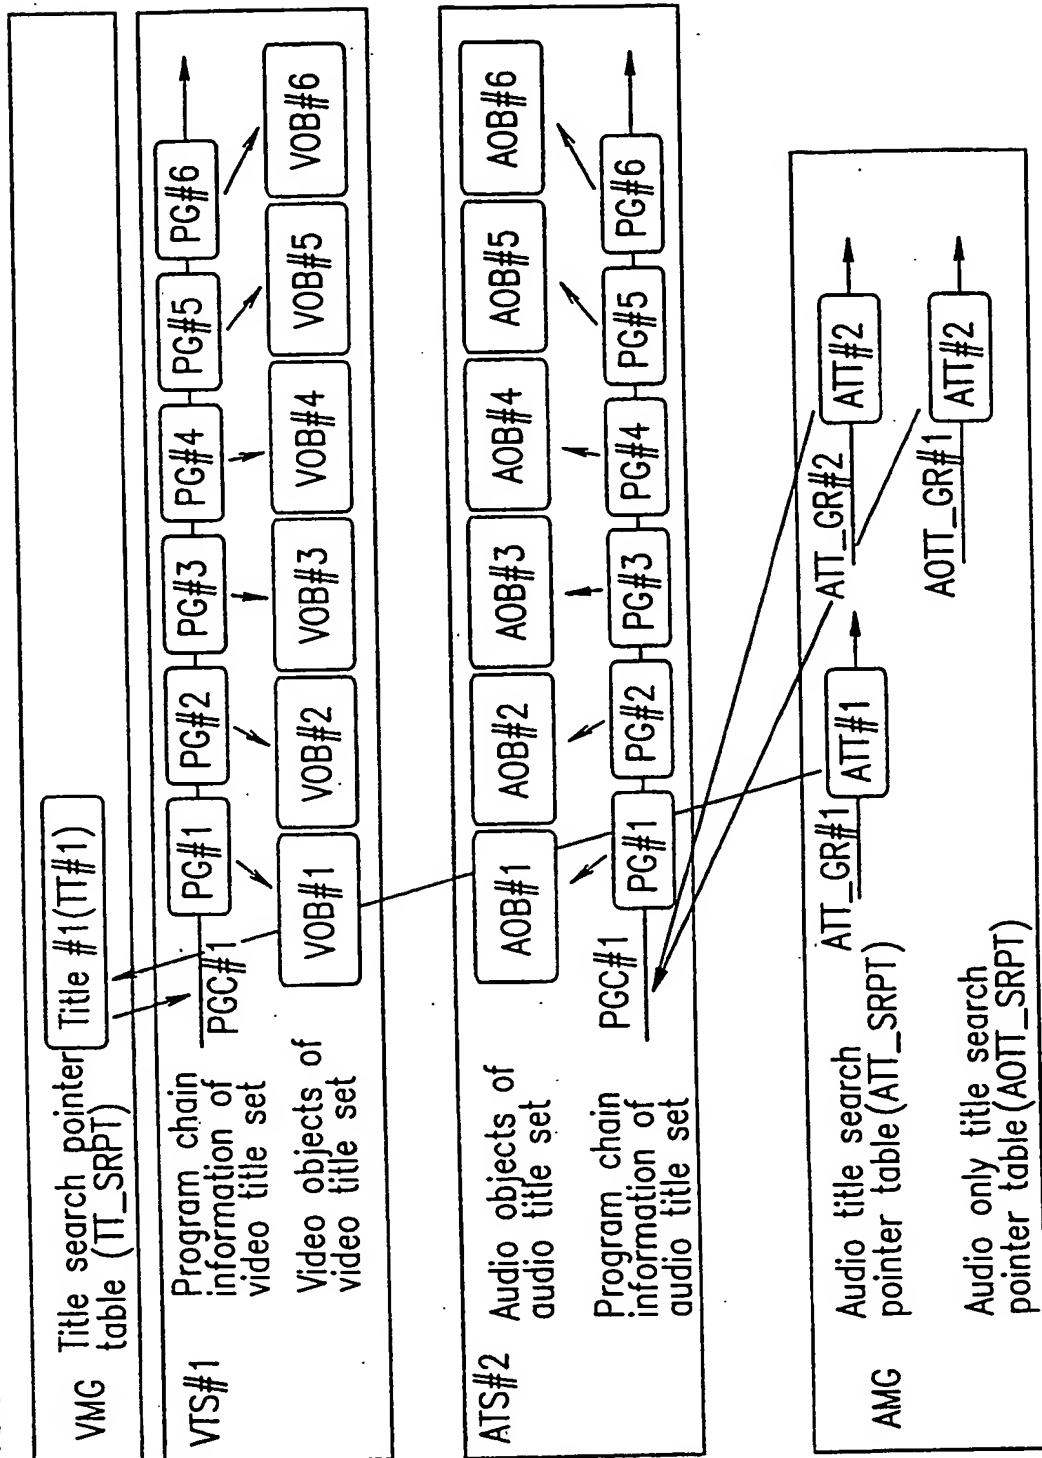 VMG
Title search pointer
table (TT_SRPT)
Title #1(TT#1)
VTS#1
Program chain
information of
video title set
PGC#1
PG#1
PG#2
PG#3
PG#4
PG#5
PG#6
Video objects of
video title set
VOB#1
VOB#2
VOB#3
VOB#4
VOB#5
VOB#6
ATS#2
Audio objects of
audio title set
AOB#1
AOB#2
AOB#3
AOB#4
AOB#5
AOB#6
Program chain
information of
audio title set
PGC#1
PG#1
PG#2
PG#3
PG#4
PG#5
PG#6
AMG
Audio title search
pointer table(ATT_SRPT)
ATT_GR#1
ATT#1
ATT_GR#2
ATT#2
Audio only title search
pointer table(AOTT_SRPT)
AOTT_GR#1
ATT#2